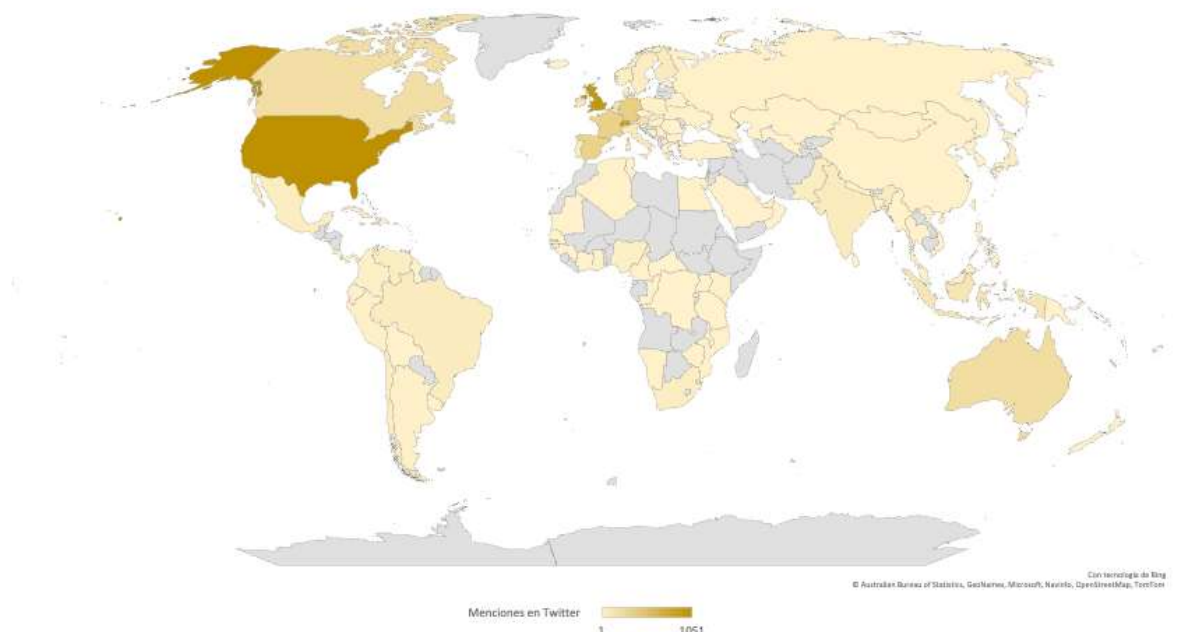 Con tecnología de Bing
© Australian Bureau of Statistics, GeoNames, Microsoft, Navinfo, OpenStreetMap, TomTom
Menciones en Twitter
1 1051